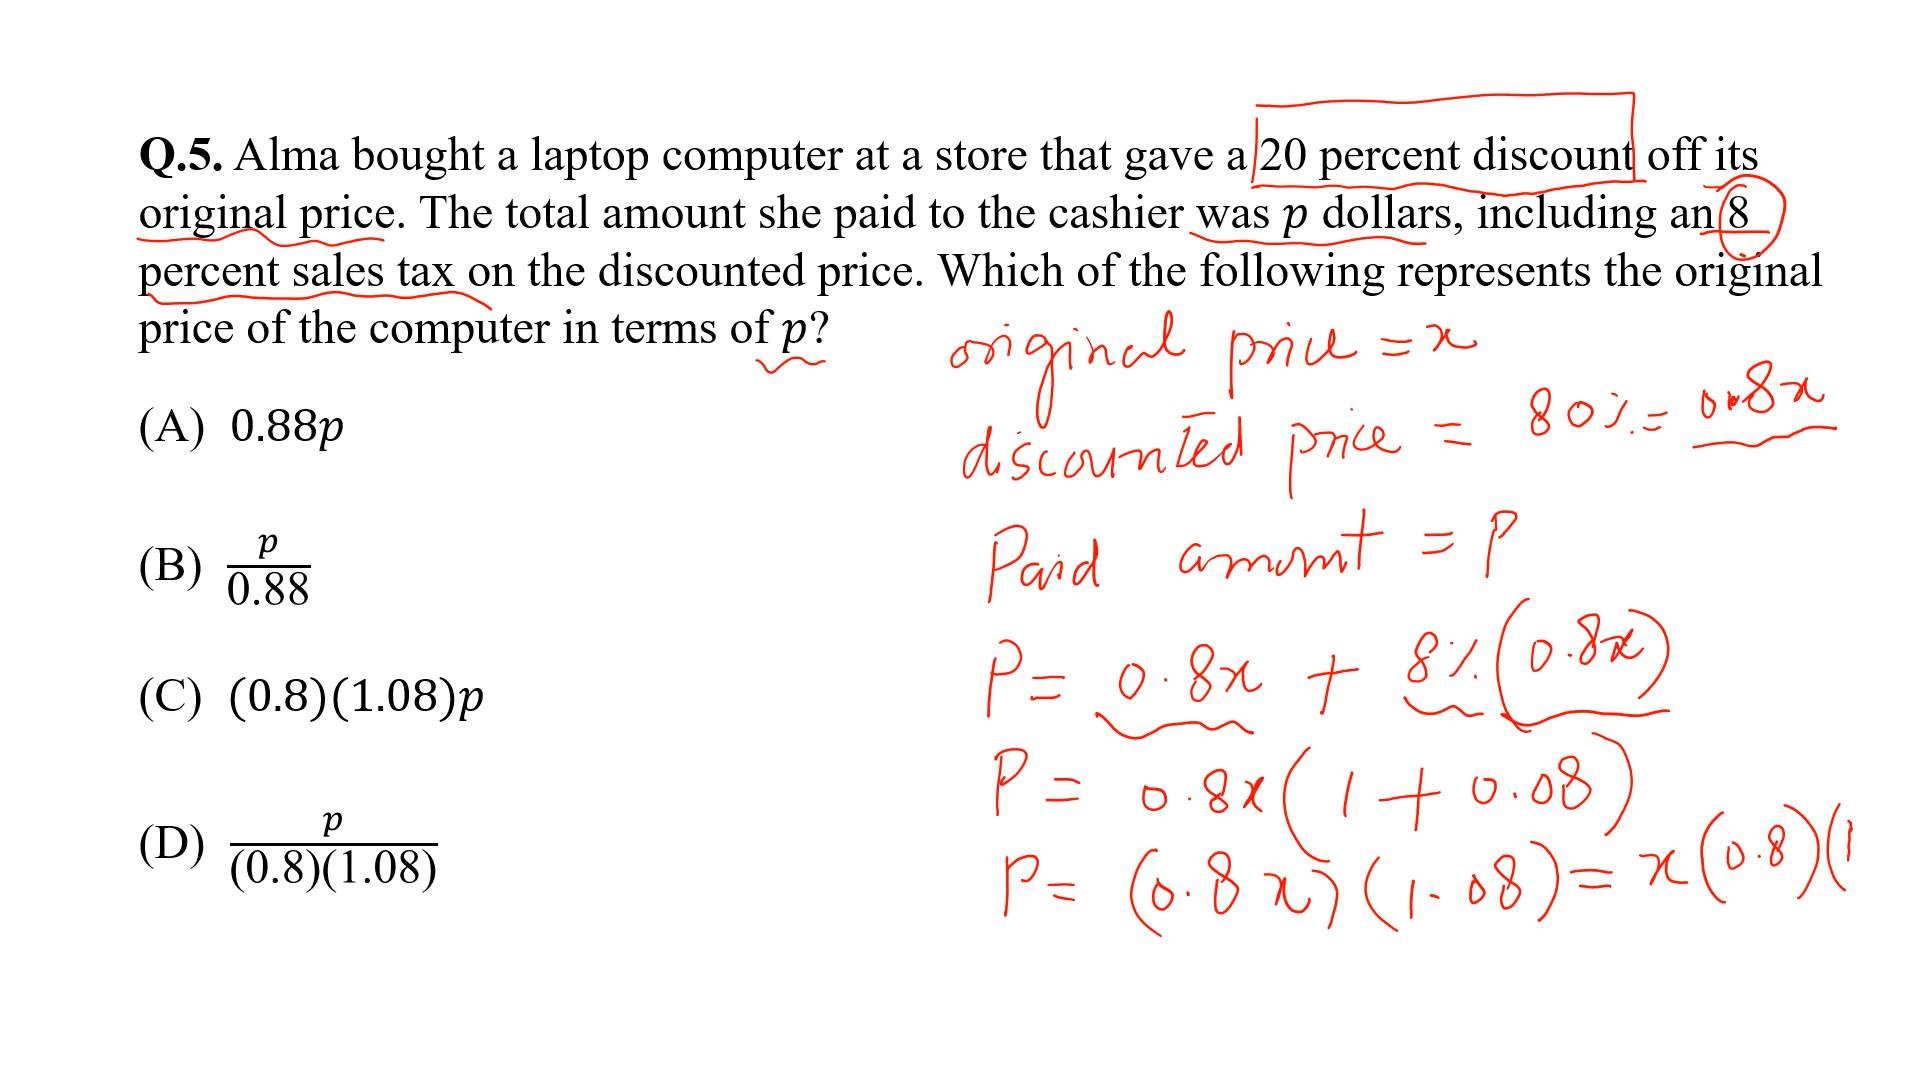 Q.5. Alma bought a laptop computer at a store that gave a 20 percent discount off its
original price. The total amount she paid to the cashier was p dollars, including an 8
percent sales tax on the discounted price. Which of the following represents the original
price of the computer in terms of p?
original price = x
(A) 0.88p
discounted price = 80% = 0.8x
(B) p/0.88
Paid amount = P
(C) (0.8)(1.08)p
P = 0.8x + 8% (0.8x)
P = 0.8x ( 1 + 0.08 )
(D) p/(0.8)(1.08)
P = (0.8x) (1.08) = x (0.8) (1